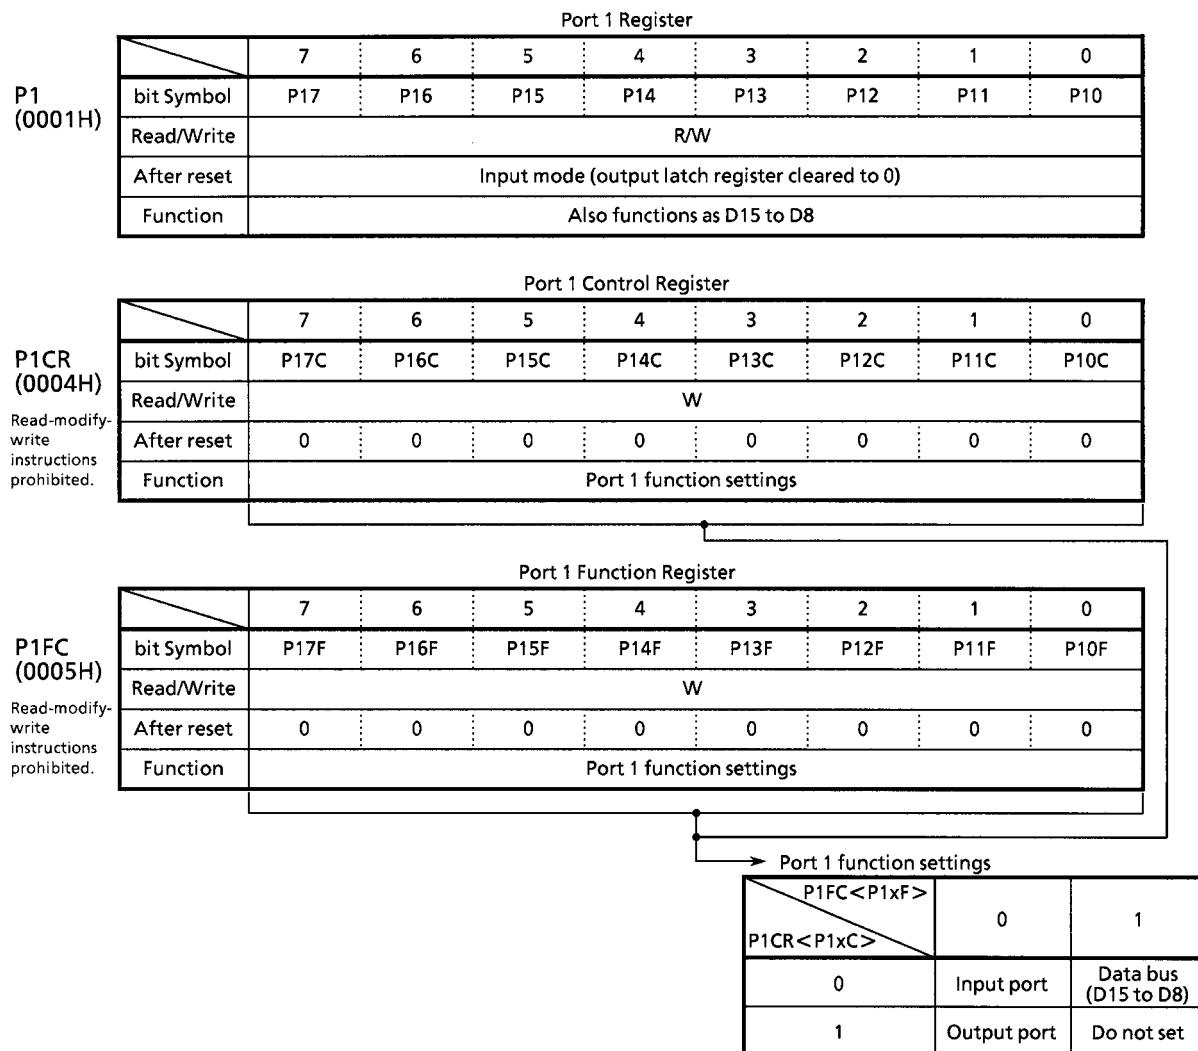 Port 1 Register
7 6 5 4 3 2 1 0
P1
(0001H)
bit Symbol P17 P16 P15 P14 P13 P12 P11 P10
Read/Write R/W
After reset Input mode (output latch register cleared to 0)
Function Also functions as D15 to D8
Port 1 Control Register
7 6 5 4 3 2 1 0
P1CR
(0004H)
Read-modify-
write
instructions
prohibited.
bit Symbol P17C P16C P15C P14C P13C P12C P11C P10C
Read/Write W
After reset 0 0 0 0 0 0 0 0
Function Port 1 function settings
Port 1 Function Register
7 6 5 4 3 2 1 0
P1FC
(0005H)
Read-modify-
write
instructions
prohibited.
bit Symbol P17F P16F P15F P14F P13F P12F P11F P10F
Read/Write W
After reset 0 0 0 0 0 0 0 0
Function Port 1 function settings
Port 1 function settings
P1FC<P1xF> 0 1
P1CR<P1xC>
0 Input port Data bus
(D15 to D8)
1 Output port Do not set